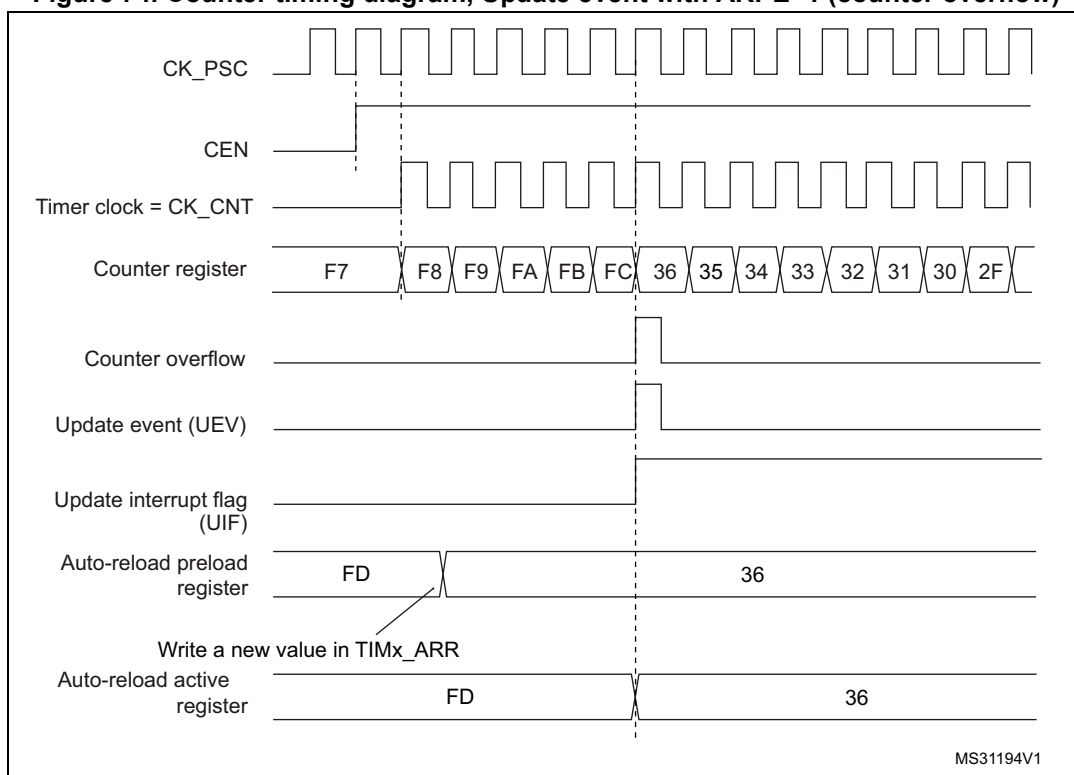 Figure 74. Counter timing diagram, Update event with ARPE=1 (counter overflow)
CK_PSC
CEN
Timer clock = CK_CNT
Counter register F7 F8 F9 FA FB FC 36 35 34 33 32 31 30 2F
Counter overflow
Update event (UEV)
Update interrupt flag
(UIF)
Auto-reload preload
register
FD 36
Write a new value in TIMx_ARR
Auto-reload active
register
FD 36
MS31194V1